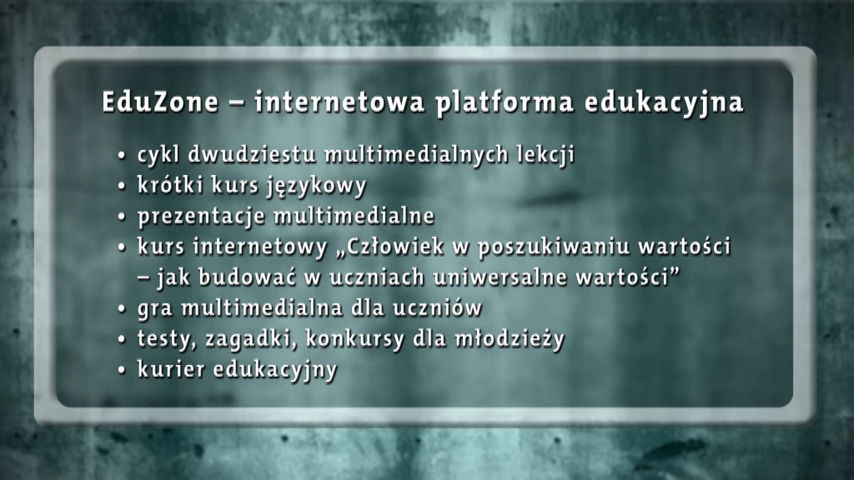 EduZone – internetowa platforma edukacyjna
• cykl dwudziestu multimedialnych lekcji
• krótki kurs językowy
• prezentacje multimedialne
• kurs internetowy „Człowiek w poszukiwaniu wartości
– jak budować w uczniach uniwersalne wartości”
• gra multimedialna dla uczniów
• testy, zagadki, konkursy dla młodzieży
• kurier edukacyjny